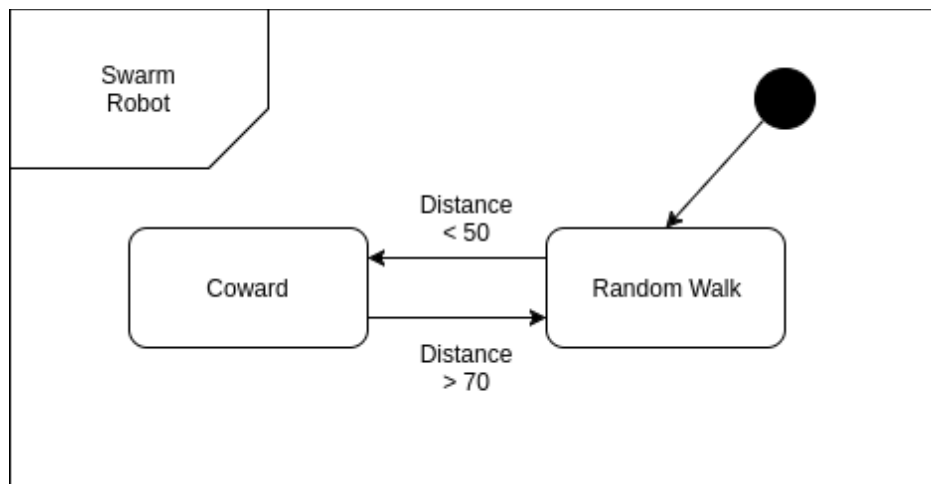 Swarm
Robot
Distance
< 50
Coward
Random Walk
Distance
> 70